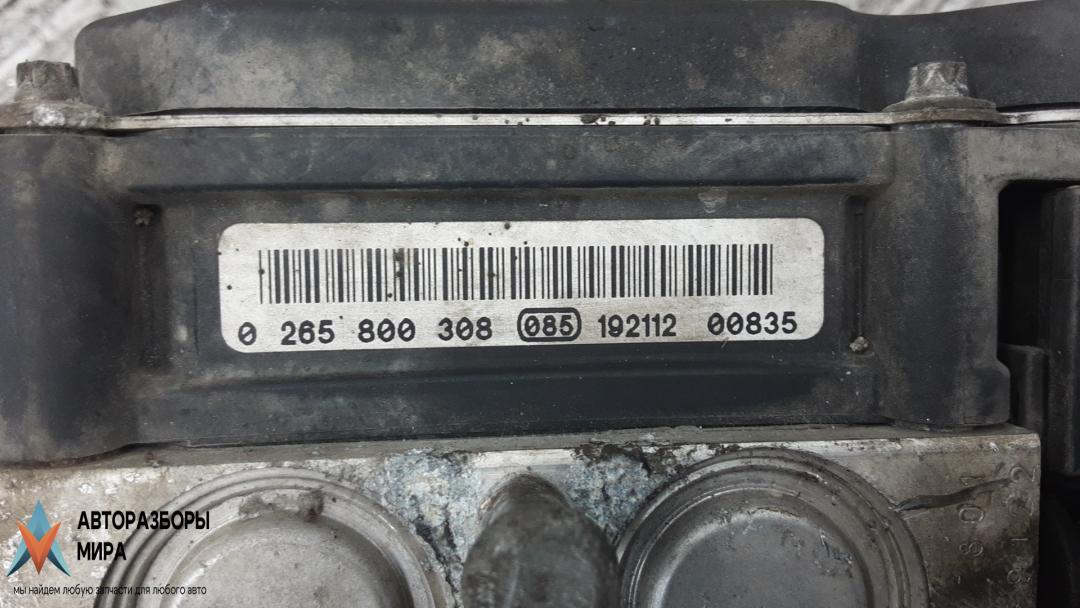 0 265 800 308 085 192112 00835
АВТОРАЗБОРЫ
МИРА
мы найдем любую запчасти для любого авто